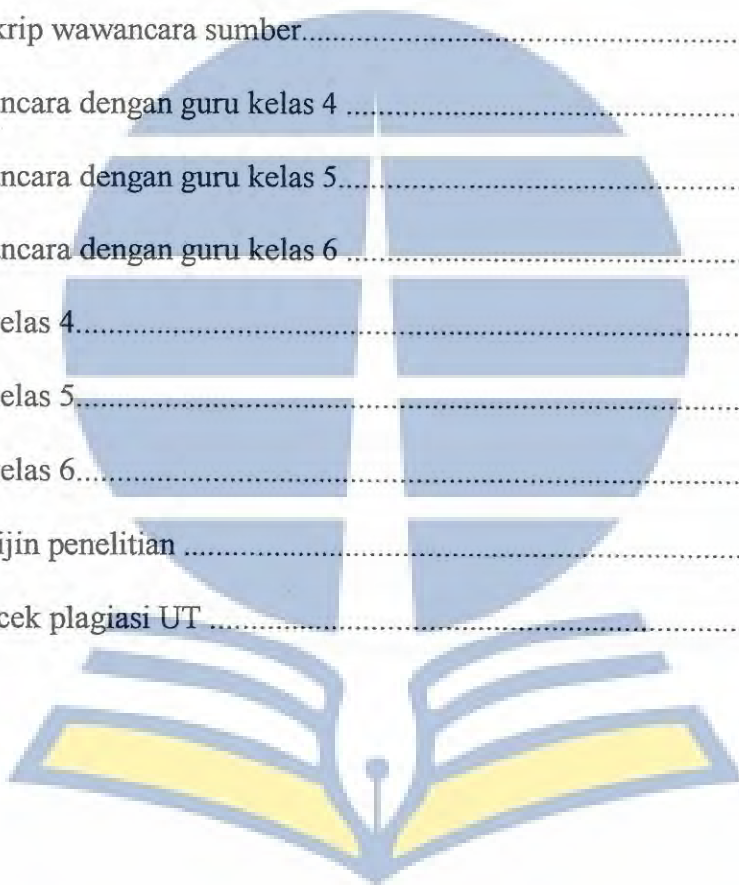 krip wawancara sumber..........................................................
ncara dengan guru kelas 4 ....................................................
ncara dengan guru kelas 5.....................................................
ancara dengan guru kelas 6 ....................................................
elas 4.........................................................................................
elas 5.........................................................................................
elas 6.........................................................................................
ijin penelitian ...........................................................................
cek plagiasi UT .......................................................................